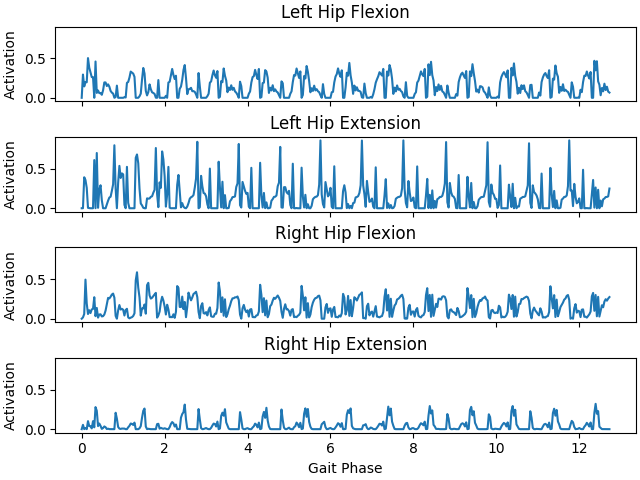 Left Hip Flexion
Activation
0.5
0.0
Left Hip Extension
Activation
0.5
0.0
Right Hip Flexion
Activation
0.5
0.0
Right Hip Extension
Activation
0.5
0.0
0 2 4 6 8 10 12
Gait Phase